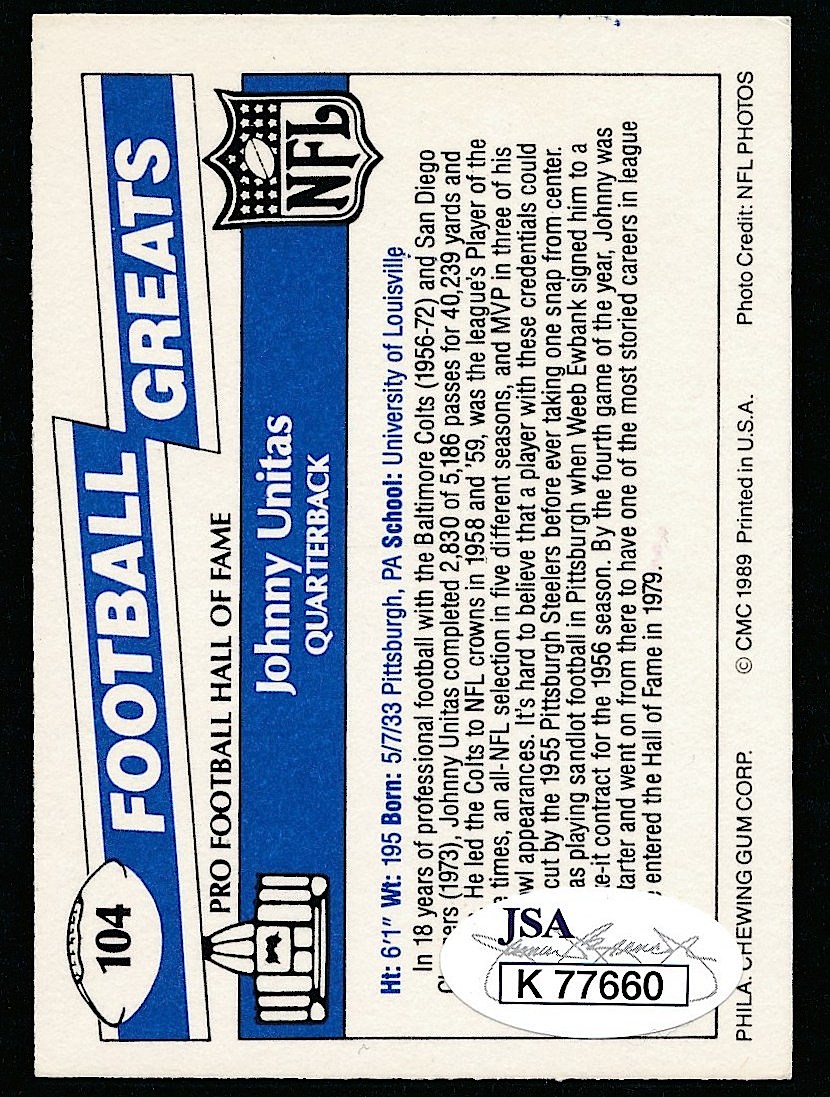 104
FOOTBALL
GREATS
PRO FOOTBALL HALL OF FAME
Johnny Unitas
QUARTERBACK
NFL
Ht: 6'1" Wt: 195 Born: 5/7/33 Pittsburgh, PA School: University of Louisville
In 18 years of professional football with the Baltimore Colts (1956-72) and San Diego
(1973), Johnny Unitas completed 2,830 of 5,186 passes for 40,239 yards and
He led the Colts to NFL crowns in 1958 and '59, was the league's Player of the
times, an all-NFL selection in five different seasons, and MVP in three of his
appearances. It's hard to believe that a player with these credentials could
cut by the 1955 Pittsburgh Steelers before ever taking one snap from center.
playing sandlot football in Pittsburgh when Weeb Ewbank signed him to a
contract for the 1956 season. By the fourth game of the year, Johnny was
and went on from there to have one of the most storied careers in league
entered the Hall of Fame in 1979.
PHILA. CHEWING GUM CORP. © CMC 1989 Printed in U.S.A. Photo Credit: NFL PHOTOS
JSA
K 77660